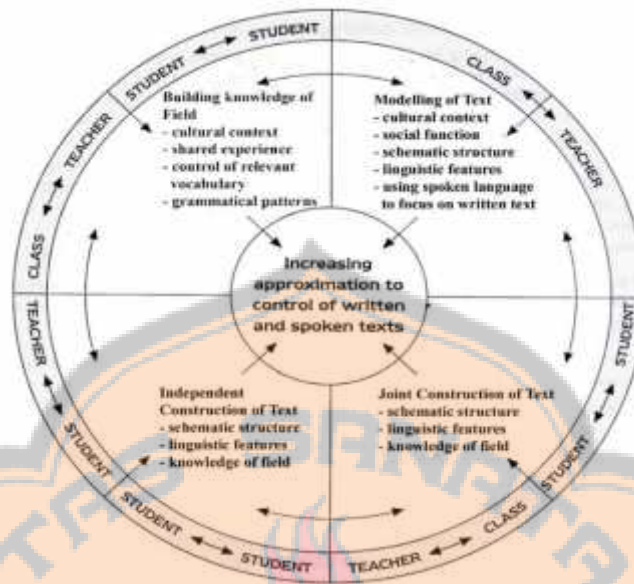 STUDENT ↔ STUDENT
CLASS ↔ TEACHER
CLASS ↔ TEACHER
Building knowledge of
Field
- cultural context
- shared experience
- control of relevant
vocabulary
- grammatical patterns
Modelling of Text
- cultural context
- social function
- schematic structure
- linguistic features
- using spoken language
to focus on written text
Increasing
approximation to
control of written
and spoken texts
Independent
Construction of Text
- schematic structure
- linguistic features
- knowledge of field
Joint Construction of Text
- schematic structure
- linguistic features
- knowledge of field
TEACHER ↔ STUDENT
STUDENT ↔ STUDENT
STUDENT ↔ STUDENT
TEACHER ↔ CLASS
TAS SANATA